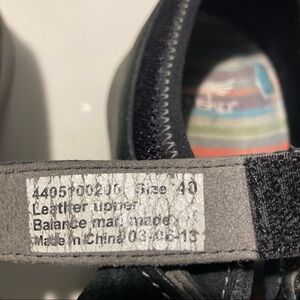 4405100206 Size 40
Leather upper
Balance man made
Made in China 03-06-13